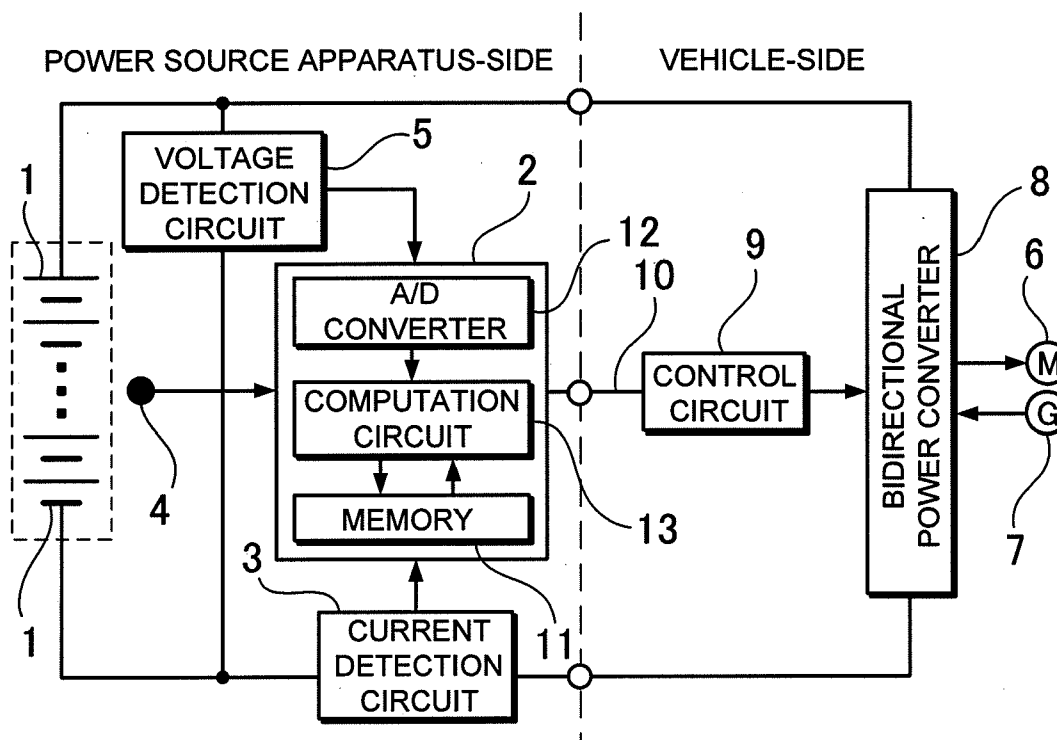 POWER SOURCE APPARATUS-SIDE
VEHICLE-SIDE
VOLTAGE
DETECTION
CIRCUIT
5
1
2
12
A/D
CONVERTER
10
9
8
6
M
G
7
CONTROL
CIRCUIT
BIDIRECTIONAL
POWER CONVERTER
COMPUTATION
CIRCUIT
4
13
MEMORY
11
1
3
CURRENT
DETECTION
CIRCUIT